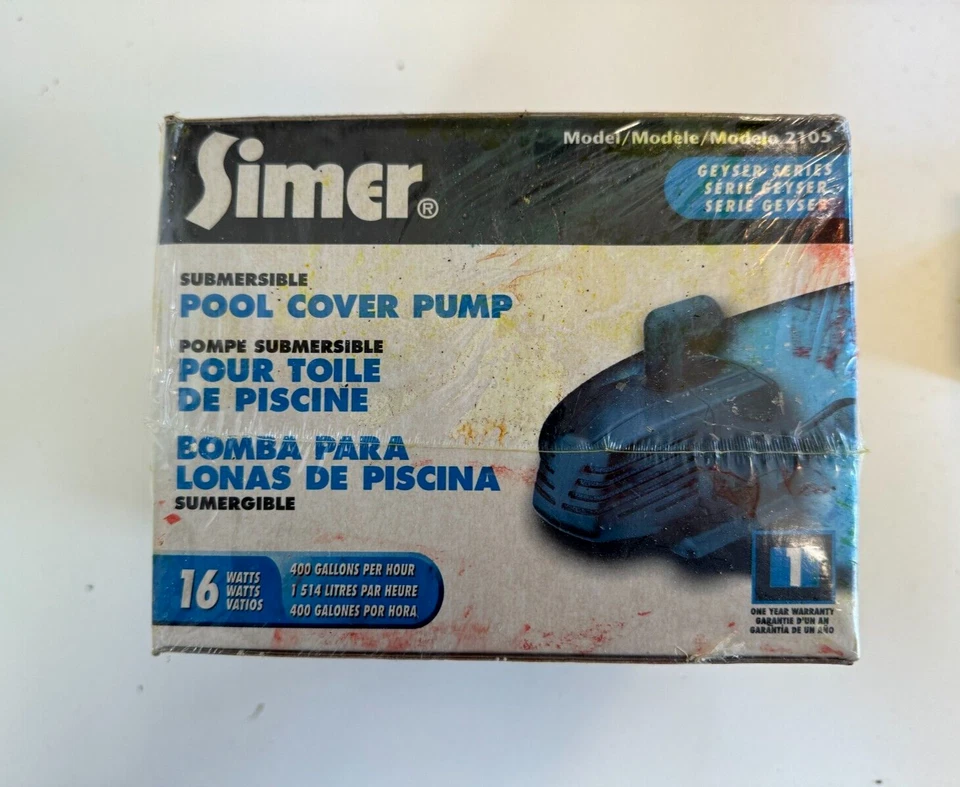 Simer®
Model/Modèle/Modelo 2105
GEYSER SERIES
SÉRIE GEYSER
SERIE GEYSER
SUBMERSIBLE
POOL COVER PUMP
POMPE SUBMERSIBLE
POUR TOILE
DE PISCINE
BOMBA PARA
LONAS DE PISCINA
SUMERGIBLE
16 WATTS
WATTS
VATIOS
400 GALLONS PER HOUR
1 514 LITRES PAR HEURE
400 GALONES POR HORA
1
ONE YEAR WARRANTY
GARANTIE D'UN AN
GARANTÍA DE UN AÑO